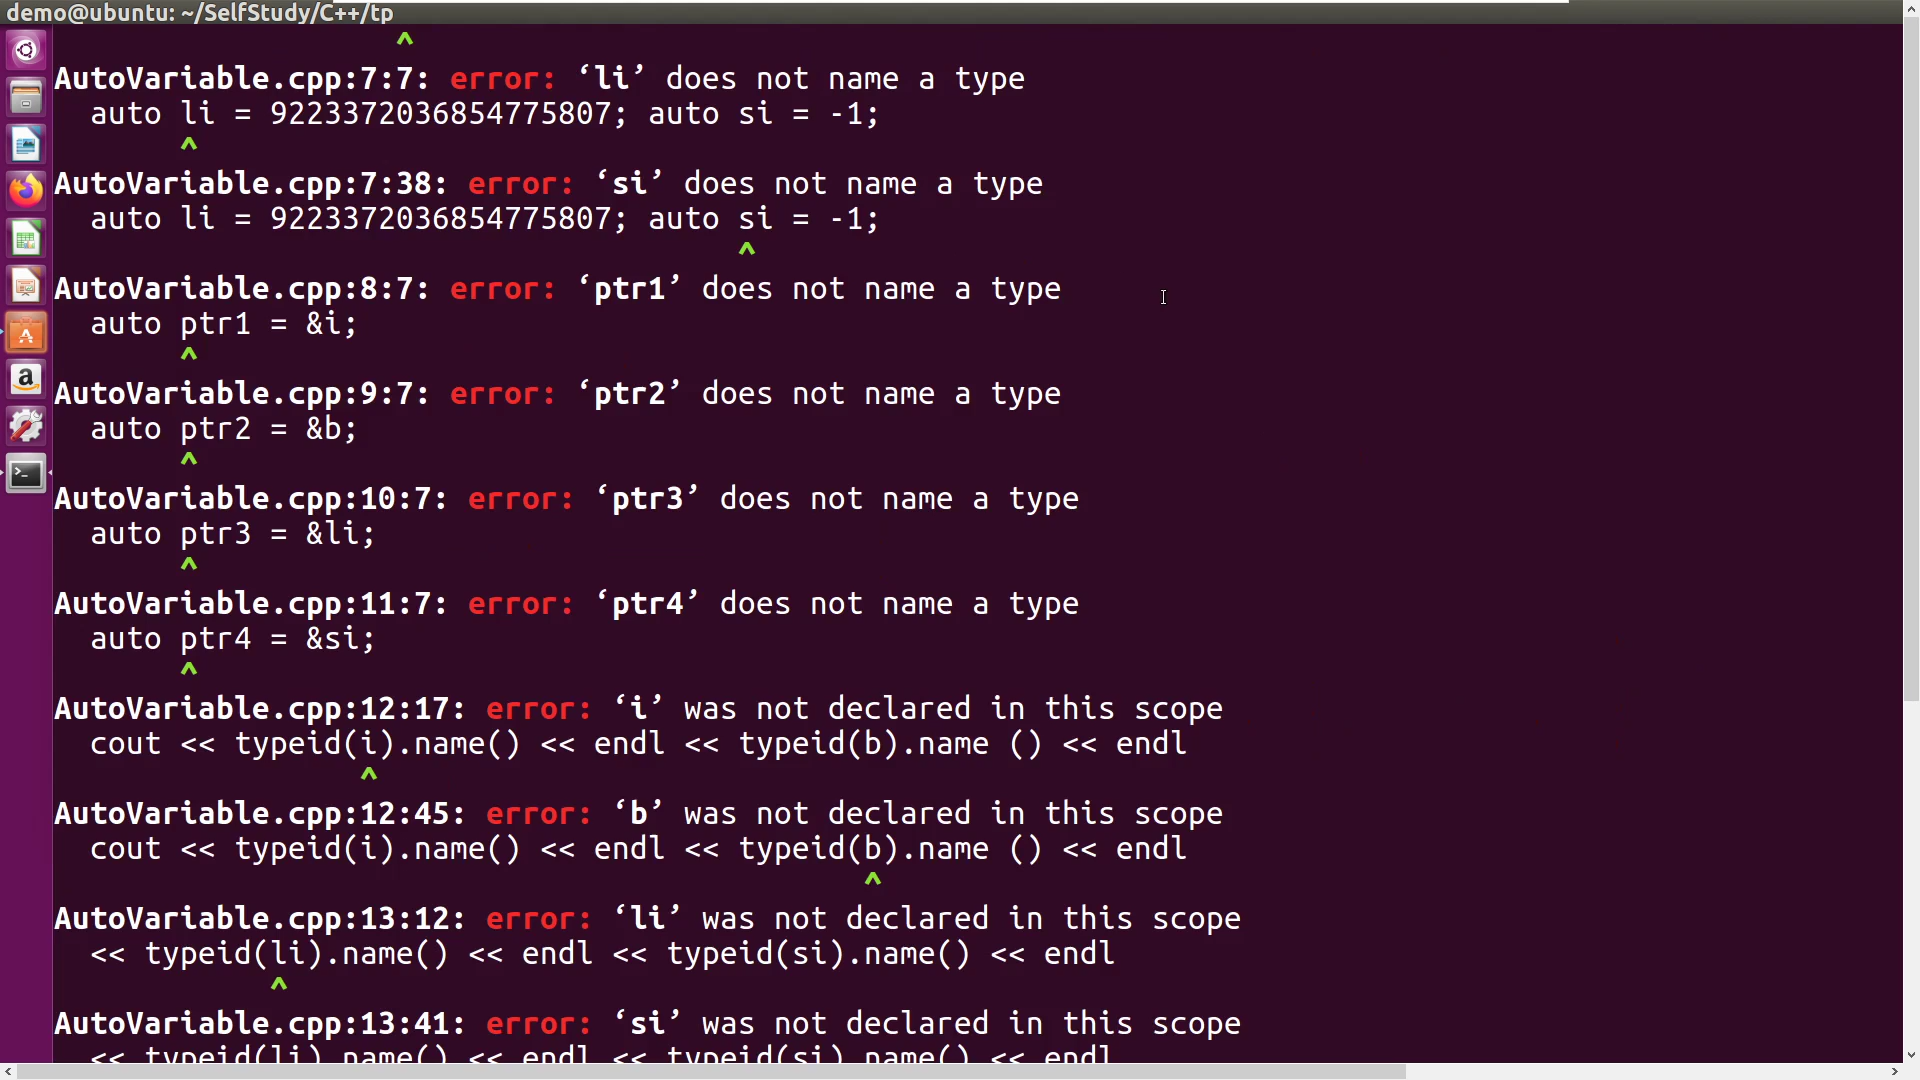 demo@ubuntu: ~/SelfStudy/C++/tp
^
AutoVariable.cpp:7:7: error: ‘li’ does not name a type
auto li = 9223372036854775807; auto si = -1;
^
AutoVariable.cpp:7:38: error: ‘si’ does not name a type
auto li = 9223372036854775807; auto si = -1;
^
AutoVariable.cpp:8:7: error: ‘ptr1’ does not name a type
auto ptr1 = &i;
^
AutoVariable.cpp:9:7: error: ‘ptr2’ does not name a type
auto ptr2 = &b;
^
AutoVariable.cpp:10:7: error: ‘ptr3’ does not name a type
auto ptr3 = &li;
^
AutoVariable.cpp:11:7: error: ‘ptr4’ does not name a type
auto ptr4 = &si;
^
AutoVariable.cpp:12:17: error: ‘i’ was not declared in this scope
cout << typeid(i).name() << endl << typeid(b).name () << endl
^
AutoVariable.cpp:12:45: error: ‘b’ was not declared in this scope
cout << typeid(i).name() << endl << typeid(b).name () << endl
^
AutoVariable.cpp:13:12: error: ‘li’ was not declared in this scope
<< typeid(li).name() << endl << typeid(si).name() << endl
^
AutoVariable.cpp:13:41: error: ‘si’ was not declared in this scope
<< typeid(li).name() << endl << typeid(si).name() << endl